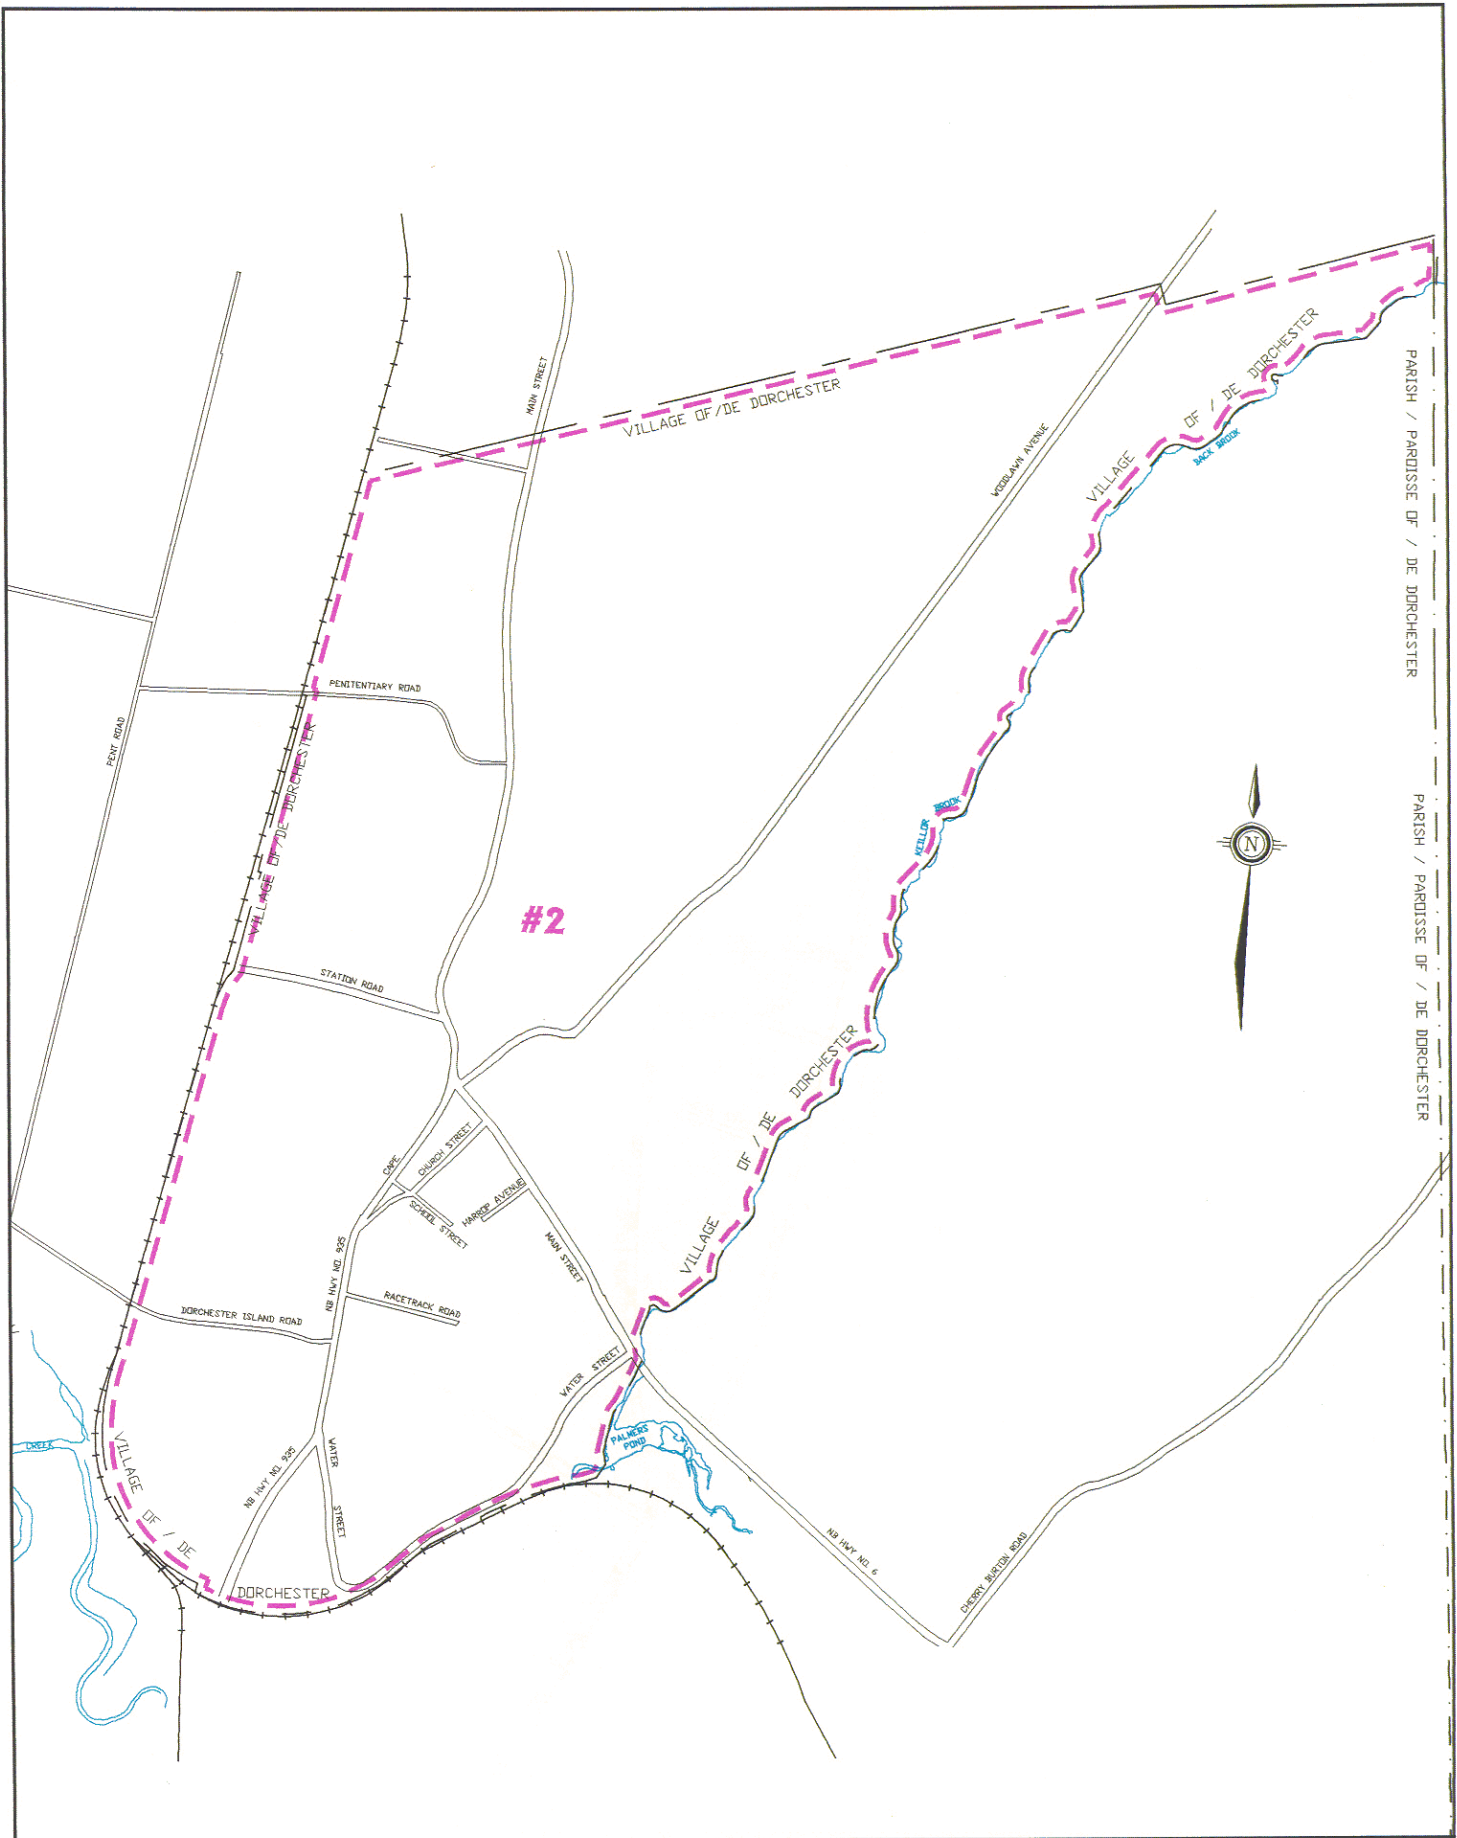 MAIN STREET
VILLAGE OF/DE DORCHESTER
WOODLAWN AVENUE
VILLAGE OF / DE DORCHESTER
BACK BROOK
PARISH / PAROISSE OF / DE DORCHESTER
PENITENTIARY ROAD
PENT ROAD
VILLAGE OF/DE DORCHESTER
KEILLOR BROOK
PARISH / PAROISSE OF / DE DORCHESTER
N
#2
STATION ROAD
VILLAGE OF / DE DORCHESTER
CAPE
CHURCH STREET
SCHOOL STREET
HARROP AVENUE
MAIN STREET
NB HWY NO. 935
RACETRACK ROAD
DORCHESTER ISLAND ROAD
WATER STREET
PALMERS
POND
CREEK
VILLAGE OF / DE DORCHESTER
NB HWY NO. 935
WATER STREET
NB HWY NO. 6
CHERRY BURTON ROAD